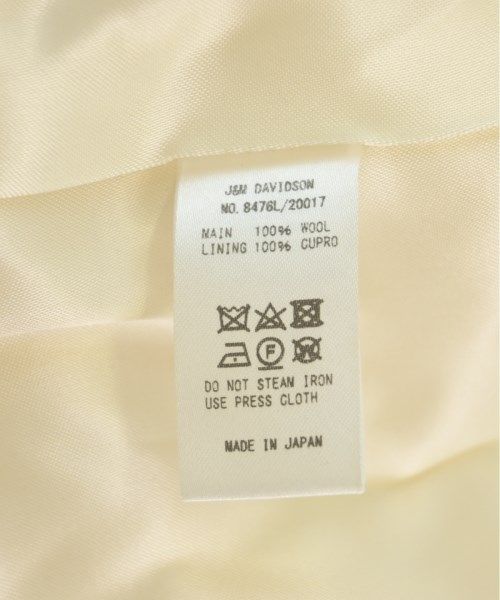 J&M DAVIDSON
NO. 8476L/20017
MAIN 100% WOOL
LINING 100% CUPRO
F
W
DO NOT STEAM IRON
USE PRESS CLOTH
MADE IN JAPAN